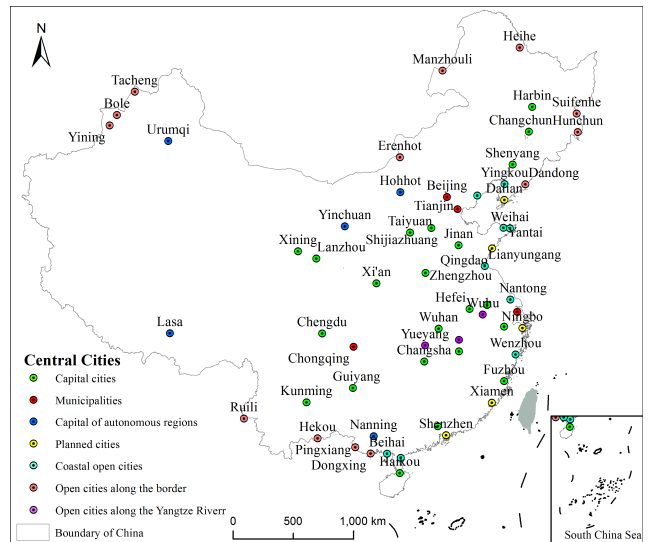 N
Heihe
Manzhouli
Tacheng
Bole
Yining
Urumqi
Harbin
Suifenhe
Changchun
Hunchun
Erenhot
Shenyang
Yingkou
Dandong
Hohhot
Beijing
Dalian
Tianjin
Yinchuan
Taiyuan
Weihai
Xining
Shijiazhuang
Jinan
Yantai
Lanzhou
Lianyungang
Xi'an
Qingdao
Zhengzhou
Hefei
Nantong
Wuhu
Lasa
Chengdu
Wuhan
Ningbo
Yueyang
Chongqing
Changsha
Wenzhou
Guiyang
Fuzhou
Kunming
Xiamen
Ruili
Hekou
Nanning
Shenzhen
Pingxiang
Beihai
Dongxing
Haikou
Central Cities
Capital cities
Municipalities
Capital of autonomous regions
Planned cities
Coastal open cities
Open cities along the border
Open cities along the Yangtze Riverr
Boundary of China
0 500 1,000 km
South China Sea